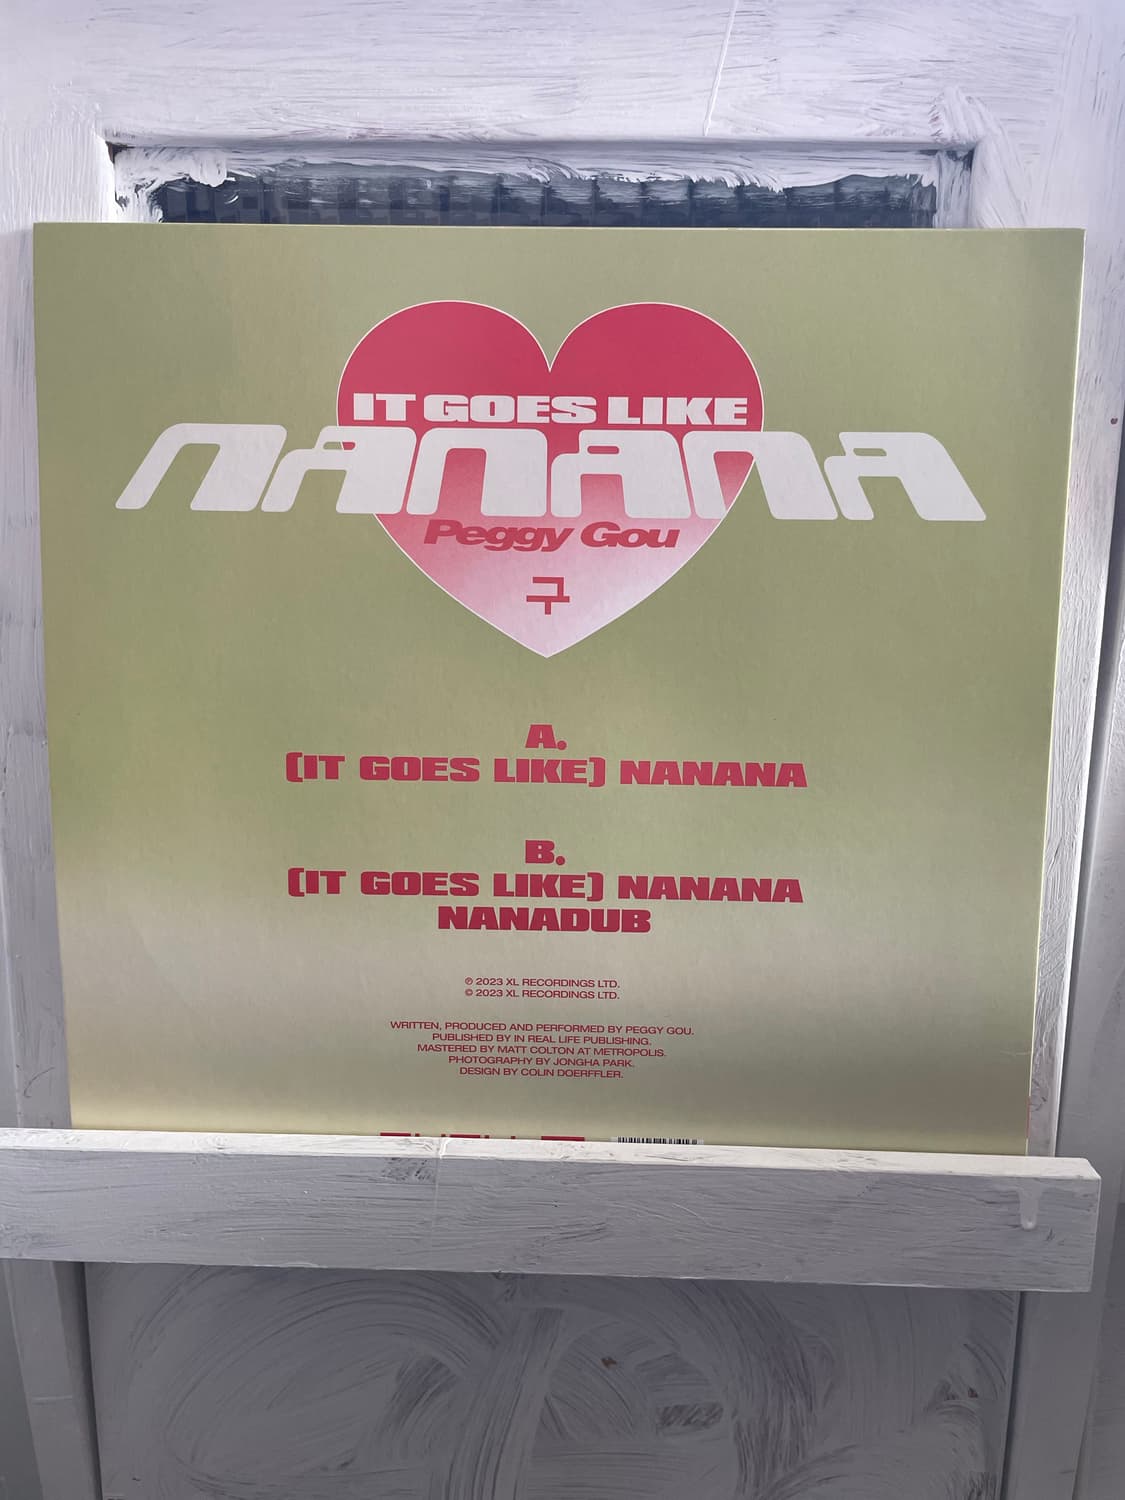 IT GOES LIKE
NANANA
Peggy Gou
구
A.
(IT GOES LIKE) NANANA
B.
(IT GOES LIKE) NANANA
NANADUB
℗ 2023 XL RECORDINGS LTD.
© 2023 XL RECORDINGS LTD.
WRITTEN, PRODUCED AND PERFORMED BY PEGGY GOU.
PUBLISHED BY IN REAL LIFE PUBLISHING.
MASTERED BY MATT COLTON AT METROPOLIS.
PHOTOGRAPHY BY JONGHA PARK.
DESIGN BY COLIN DOERFFLER.